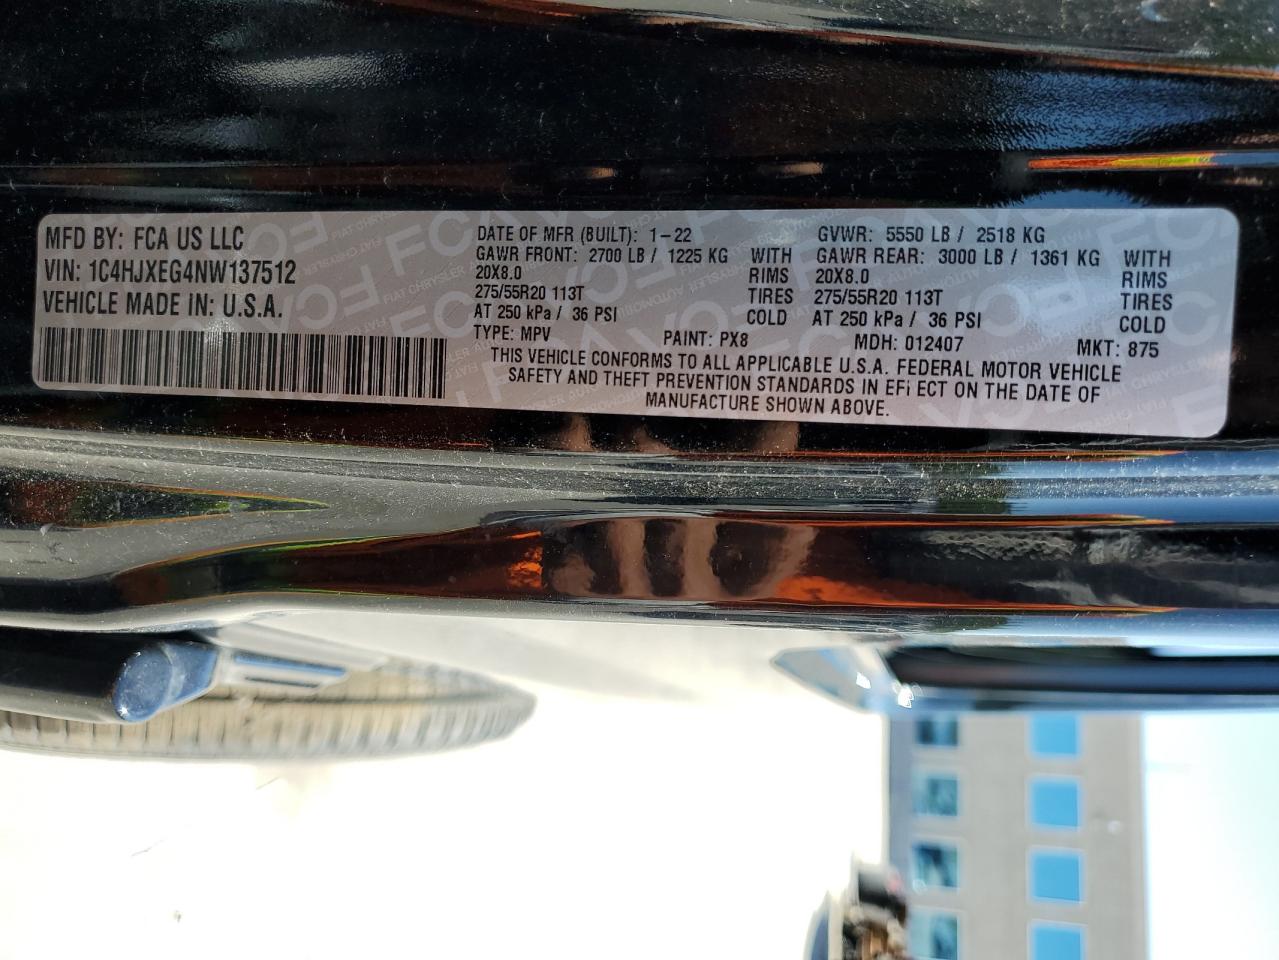 MFD BY: FCA US LLC
VIN: 1C4HJXEG4NW137512
VEHICLE MADE IN: U.S.A.
DATE OF MFR (BUILT): 1-22 GVWR: 5550 LB / 2518 KG
GAWR FRONT: 2700 LB / 1225 KG WITH GAWR REAR: 3000 LB / 1361 KG WITH
20X8.0 RIMS 20X8.0 RIMS
275/55R20 113T TIRES 275/55R20 113T TIRES
AT 250 kPa / 36 PSI COLD AT 250 kPa / 36 PSI COLD
TYPE: MPV PAINT: PX8 MDH: 012407 MKT: 875
THIS VEHICLE CONFORMS TO ALL APPLICABLE U.S.A. FEDERAL MOTOR VEHICLE
SAFETY AND THEFT PREVENTION STANDARDS IN EFFECT ON THE DATE OF
MANUFACTURE SHOWN ABOVE.